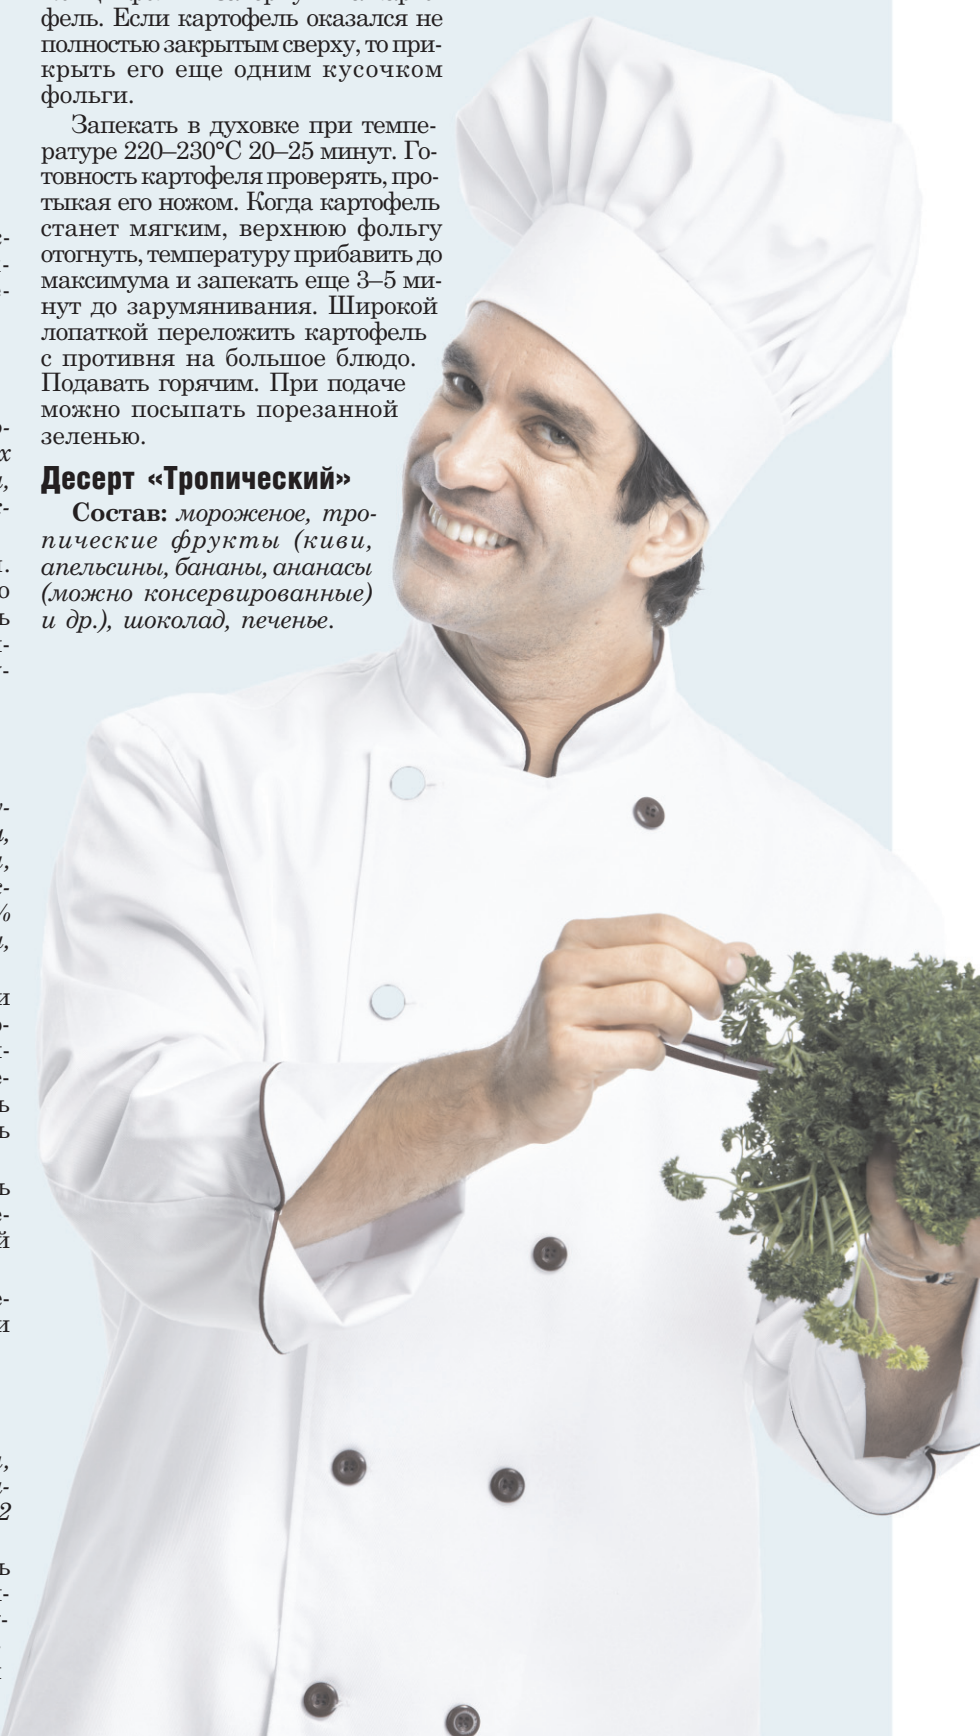 фель. Если картофель оказался не
полностью закрытым сверху, то при-
крыть его еще одним кусочком
фольги.
Запекать в духовке при темпе-
ратуре 220–230°С 20–25 минут. Го-
товность картофеля проверять, про-
тыкая его ножом. Когда картофель
станет мягким, верхнюю фольгу
отогнуть, температуру прибавить до
максимума и запекать еще 3–5 ми-
нут до зарумянивания. Широкой
лопаткой переложить картофель
с противня на большое блюдо.
Подавать горячим. При подаче
можно посыпать порезанной
зеленью.
Десерт «Тропический»
Состав: мороженое, тро-
пические фрукты (киви,
апельсины, бананы, ананасы
(можно консервированные)
и др.), шоколад, печенье.